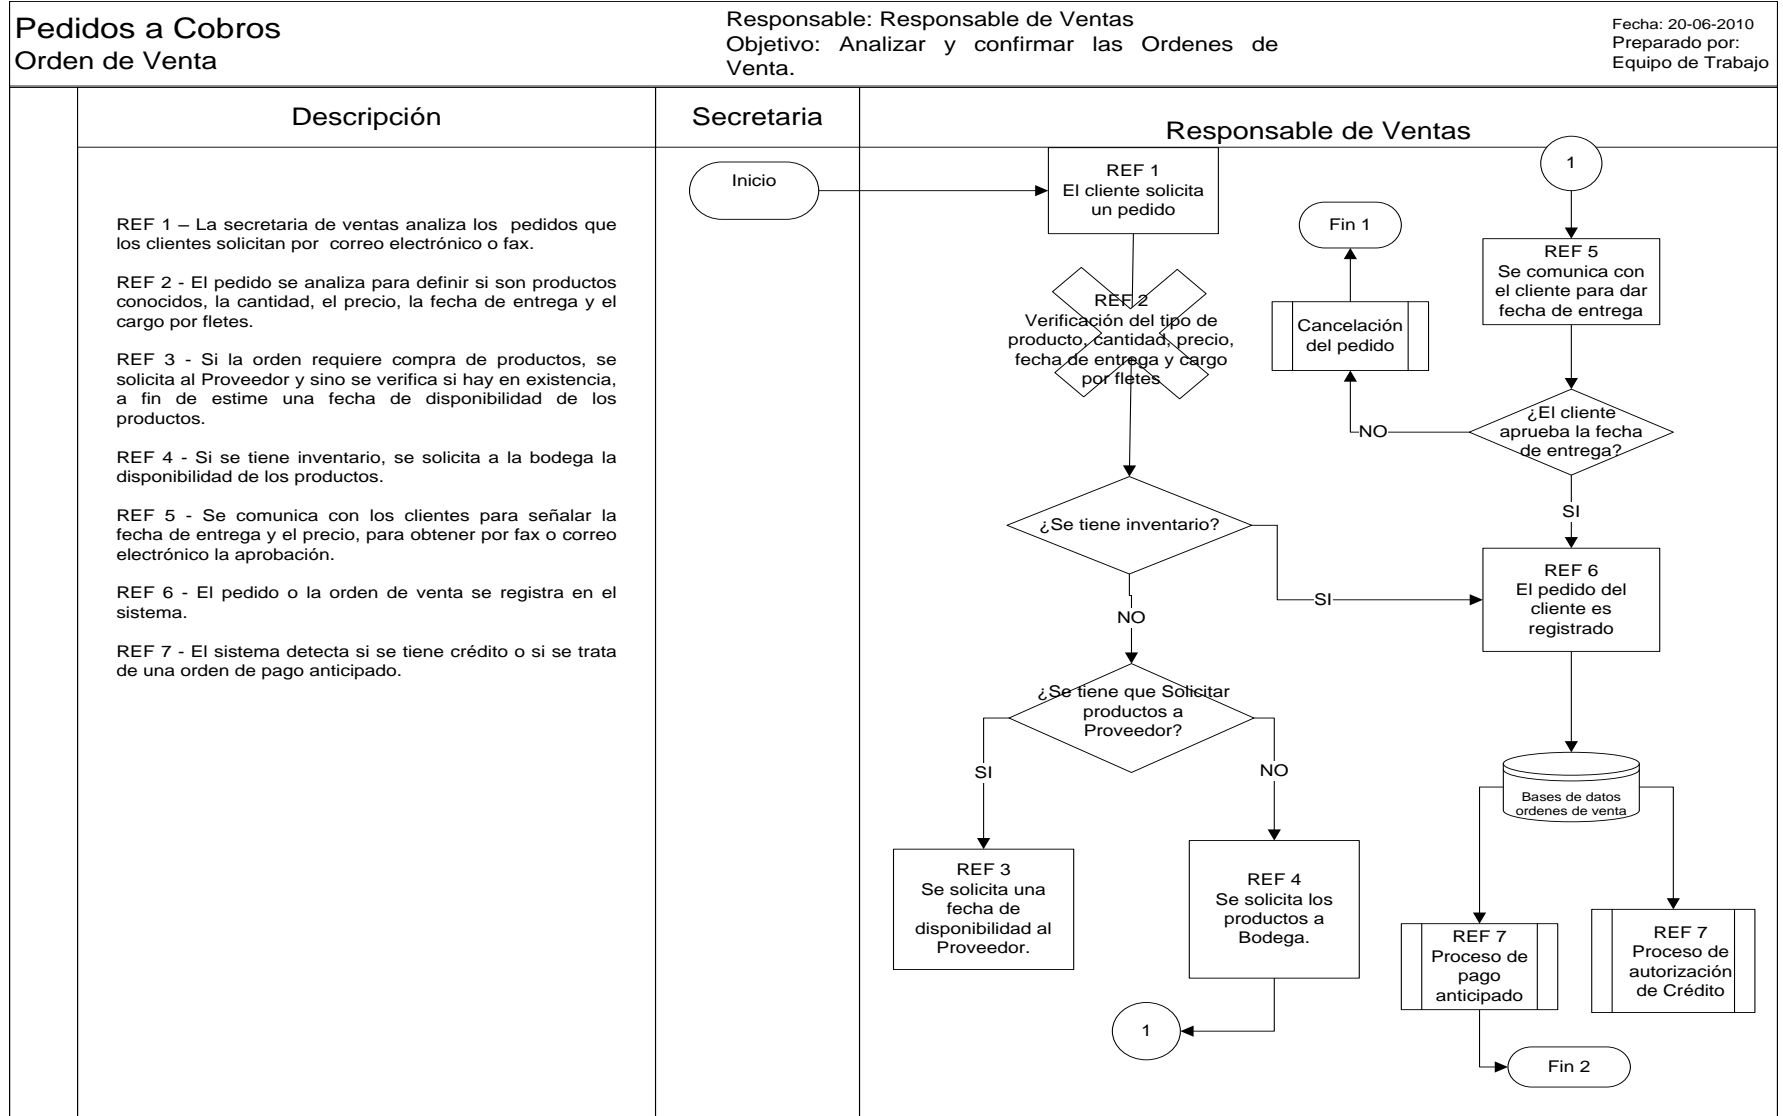 Pedidos a Cobros
Orden de Venta
Responsable: Responsable de Ventas
Objetivo: Analizar y confirmar las Ordenes de
Venta.
Fecha: 20-06-2010
Preparado por:
Equipo de Trabajo
Descripción
Secretaria
Responsable de Ventas
REF 1 – La secretaria de ventas analiza los pedidos que
los clientes solicitan por correo electrónico o fax.
REF 2 - El pedido se analiza para definir si son productos
conocidos, la cantidad, el precio, la fecha de entrega y el
cargo por fletes.
REF 3 - Si la orden requiere compra de productos, se
solicita al Proveedor y sino se verifica si hay en existencia,
a fin de estime una fecha de disponibilidad de los
productos.
REF 4 - Si se tiene inventario, se solicita a la bodega la
disponibilidad de los productos.
REF 5 - Se comunica con los clientes para señalar la
fecha de entrega y el precio, para obtener por fax o correo
electrónico la aprobación.
REF 6 - El pedido o la orden de venta se registra en el
sistema.
REF 7 - El sistema detecta si se tiene crédito o si se trata
de una orden de pago anticipado.
Inicio
REF 1
El cliente solicita
un pedido
REF 2
Verificación del tipo de
producto, cantidad, precio,
fecha de entrega y cargo
por fletes
¿Se tiene inventario?
SI
NO
¿Se tiene que Solicitar
productos a
Proveedor?
SI
NO
REF 3
Se solicita una
fecha de
disponibilidad al
Proveedor.
REF 4
Se solicita los
productos a
Bodega.
1
1
REF 5
Se comunica con
el cliente para dar
fecha de entrega
¿El cliente
aprueba la fecha
de entrega?
NO
Cancelación
del pedido
Fin 1
SI
REF 6
El pedido del
cliente es
registrado
Bases de datos
ordenes de venta
REF 7
Proceso de
pago
anticipado
REF 7
Proceso de
autorización
de Crédito
Fin 2